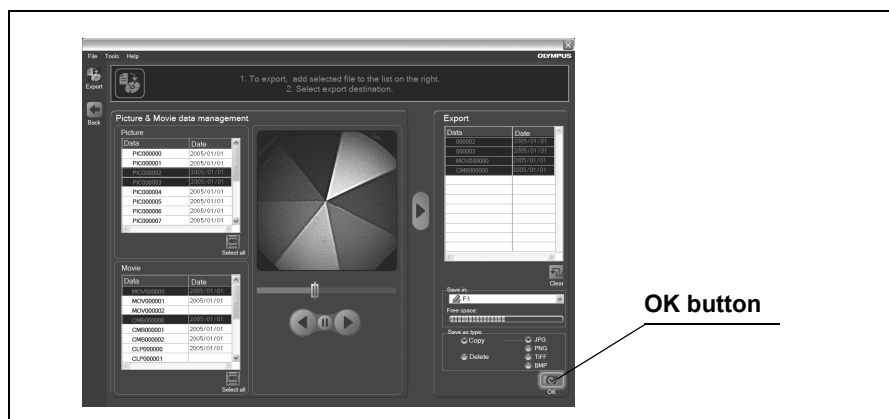 File Tools Help
OLYMPUS
Export
Back
1. To export, add selected file to the list on the right.
2. Select export destination.
Picture & Movie data management
Picture
Data Date
PIC000000 2005/01/01
PIC000001 2005/01/01
PIC000002 2005/01/01
PIC000003 2005/01/01
PIC000004 2005/01/01
PIC000005 2005/01/01
PIC000006 2005/01/01
PIC000007 2005/01/01
Select all
Movie
Data Date
MOV000000 2005/01/01
MOV000001 2005/01/01
MOV000002
CMB000000 2005/01/01
CMB000001 2005/01/01
CMB000002 2005/01/01
CLP000000 2005/01/01
CLP000001
Select all
Export
Data Date
000002 2005/01/01
000003 2005/01/01
MOV000000 2005/01/01
CMB000000 2005/01/01
Clear
Save in:
F:\
Free space:
Save as type:
Copy JPG
PNG
Delete TIFF
BMP
OK
OK button